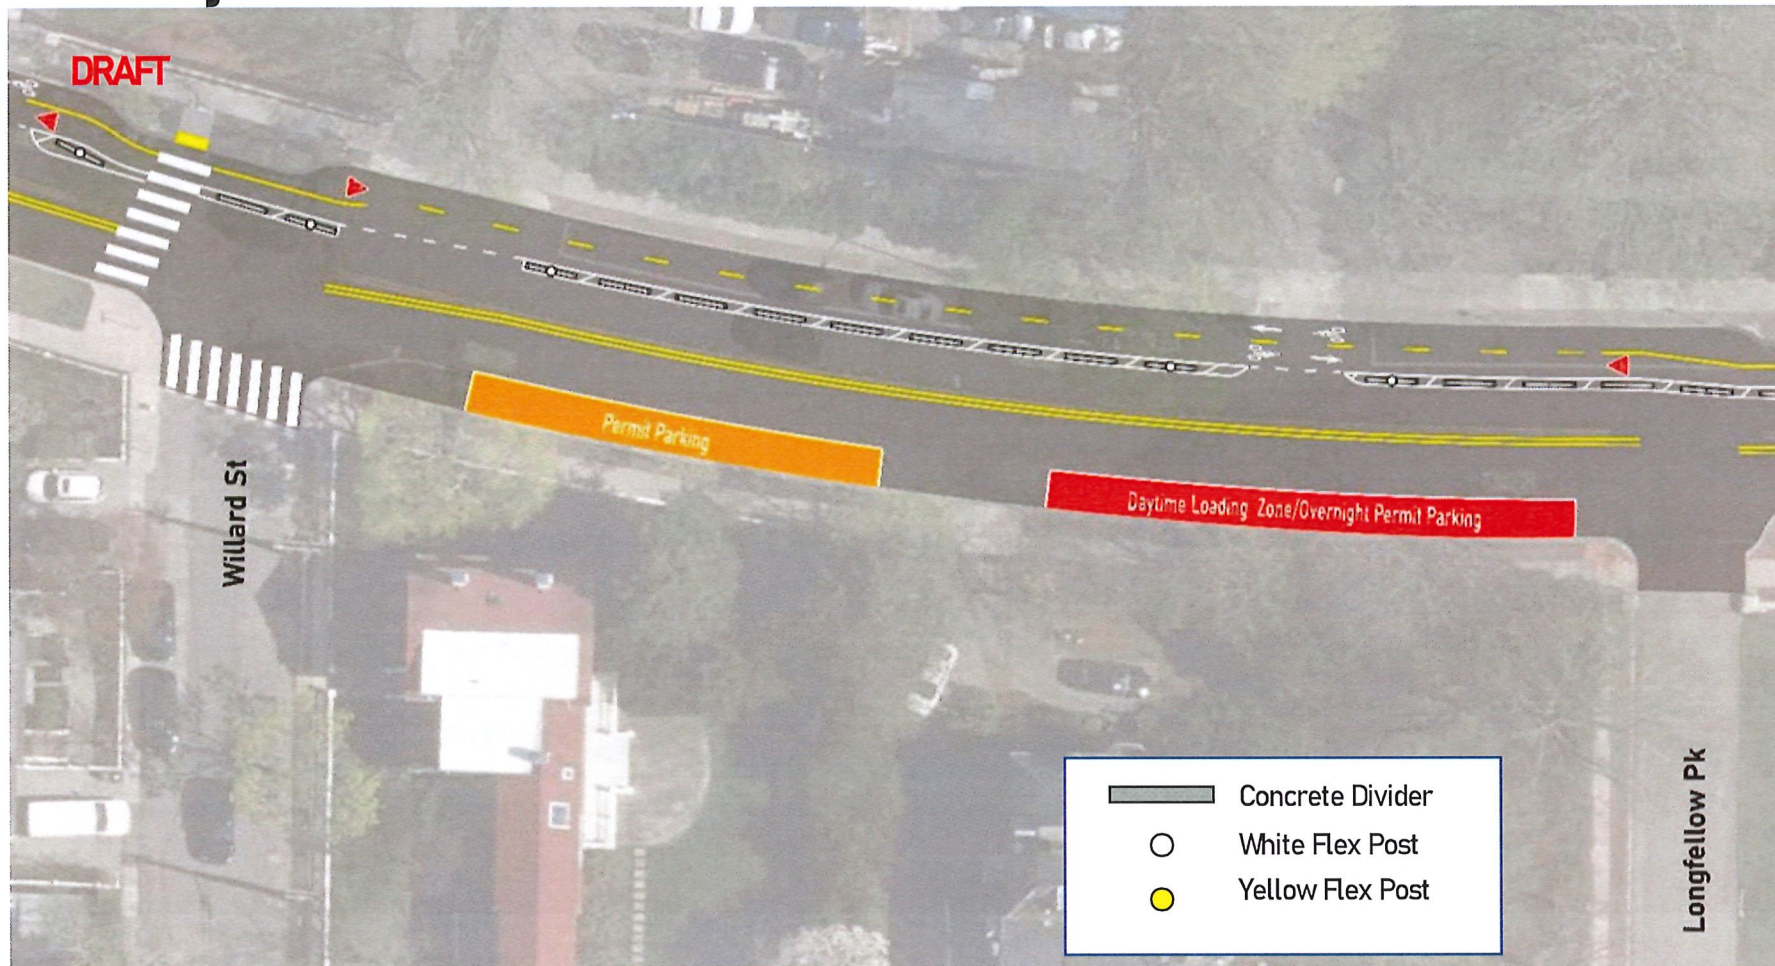 DRAFT
Permit Parking
Daytime Loading Zone/Overnight Permit Parking
Willard St
Longfellow Pk
Concrete Divider
White Flex Post
Yellow Flex Post